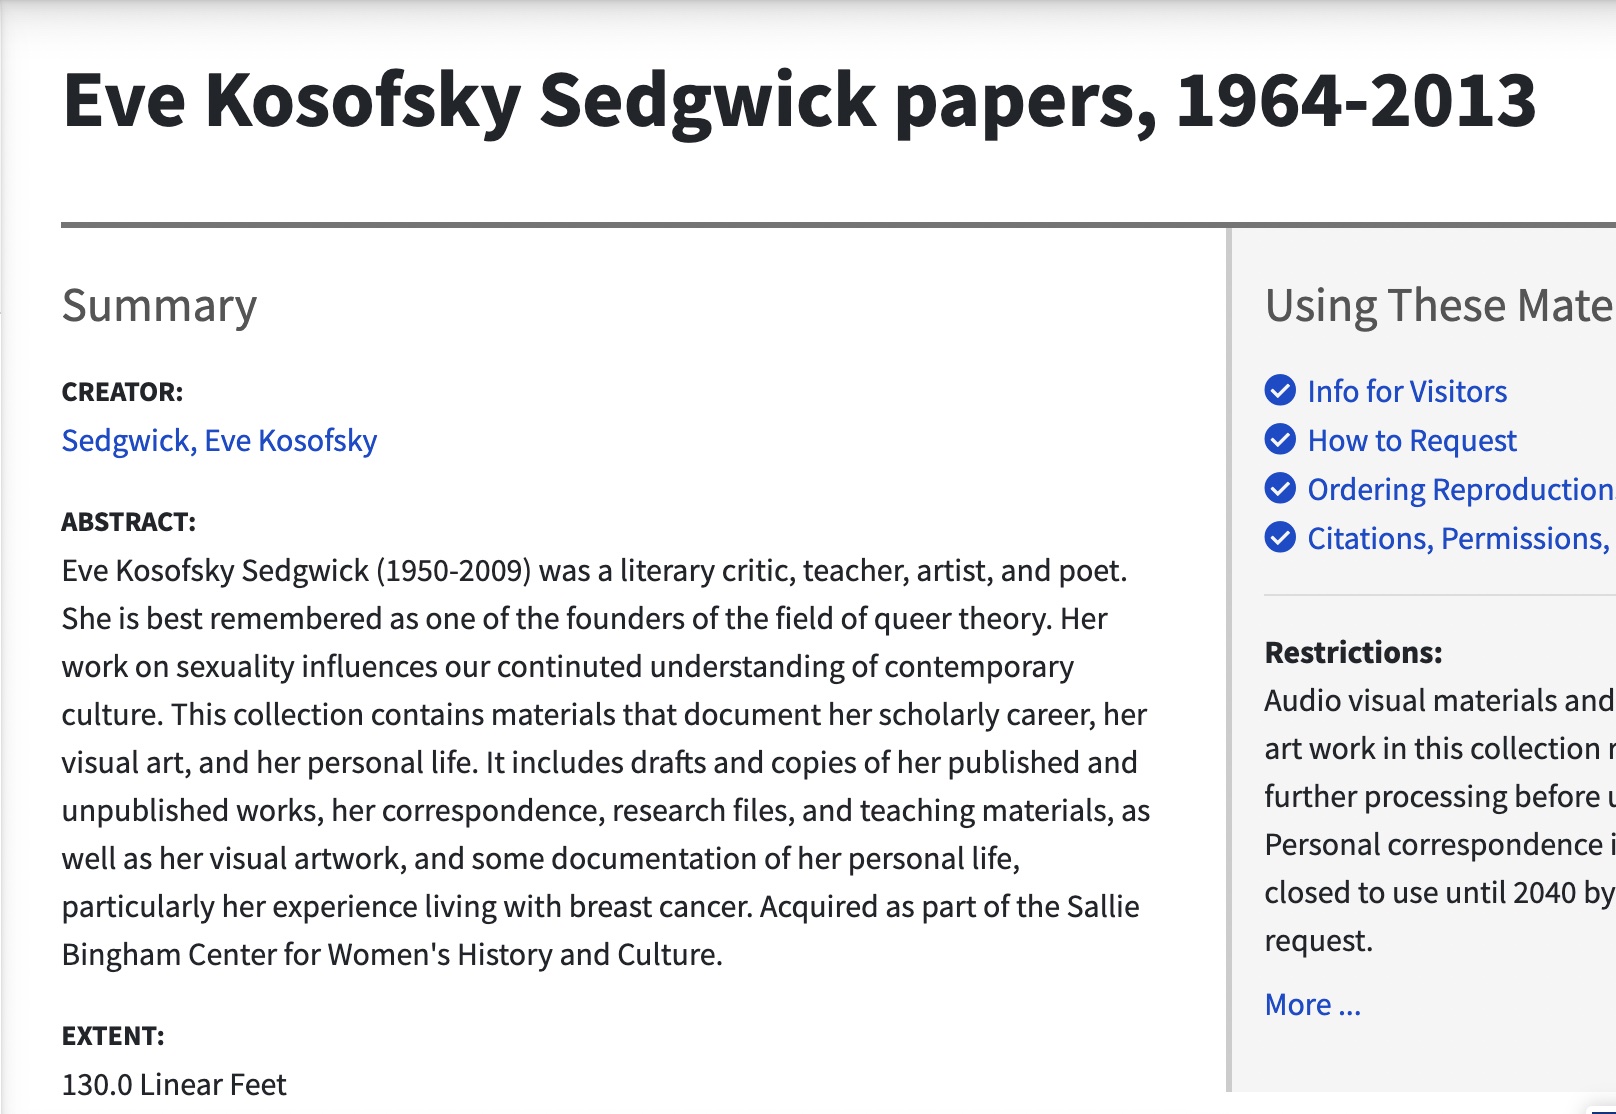 Eve Kosofsky Sedgwick papers, 1964-2013
Summary
CREATOR:
Sedgwick, Eve Kosofsky
ABSTRACT:
Eve Kosofsky Sedgwick (1950-2009) was a literary critic, teacher, artist, and poet.
She is best remembered as one of the founders of the field of queer theory. Her
work on sexuality influences our continuted understanding of contemporary
culture. This collection contains materials that document her scholarly career, her
visual art, and her personal life. It includes drafts and copies of her published and
unpublished works, her correspondence, research files, and teaching materials, as
well as her visual artwork, and some documentation of her personal life,
particularly her experience living with breast cancer. Acquired as part of the Sallie
Bingham Center for Women's History and Culture.
EXTENT:
130.0 Linear Feet
Using These Mate
Info for Visitors
How to Request
Ordering Reproduction
Citations, Permissions,
Restrictions:
Audio visual materials and
art work in this collection
further processing before
Personal correspondence
closed to use until 2040 by
request.
More ...